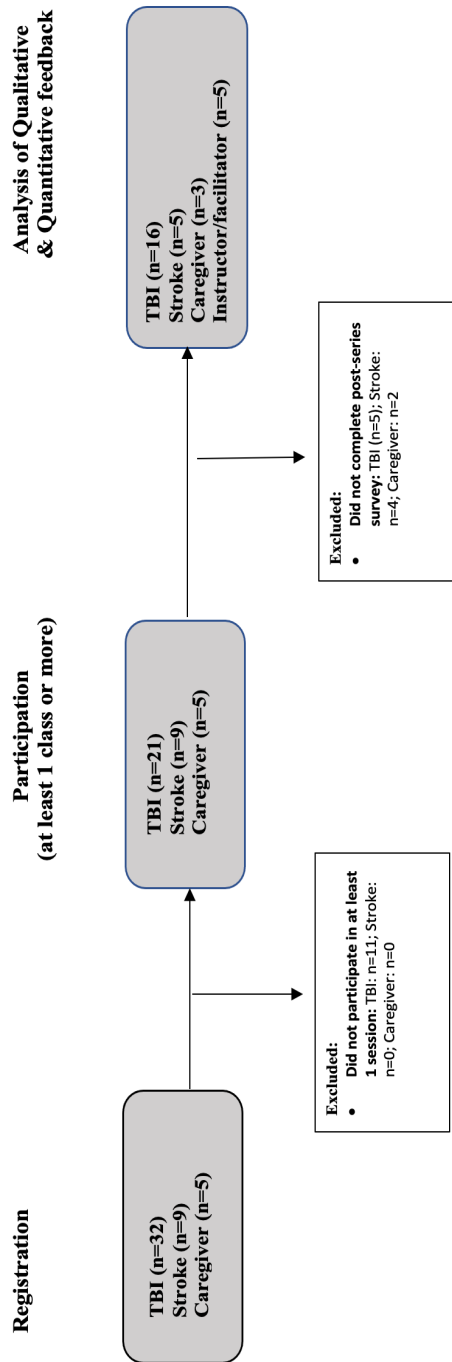 Registration
TBI (n=32)
Stroke (n=9)
Caregiver (n=5)
Excluded:
• Did not participate in at least
1 session: TBI: n=11; Stroke:
n=0; Caregiver: n=0
Participation
(at least 1 class or more)
TBI (n=21)
Stroke (n=9)
Caregiver (n=5)
Excluded:
• Did not complete post-series
survey: TBI (n=5); Stroke:
n=4; Caregiver: n=2
Analysis of Qualitative
& Quantitative feedback
TBI (n=16)
Stroke (n=5)
Caregiver (n=3)
Instructor/facilitator (n=5)